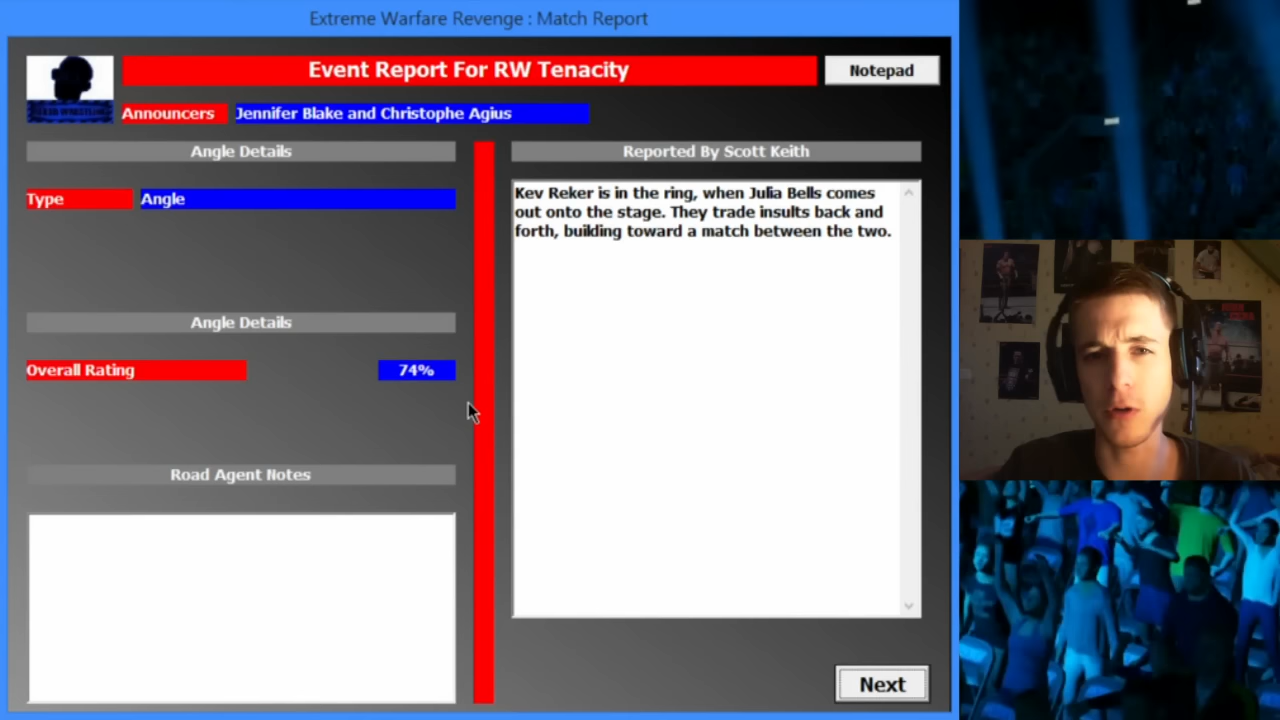 Extreme Warfare Revenge : Match Report
Event Report For RW Tenacity
Notepad
Announcers
Jennifer Blake and Christophe Agius
Angle Details
Reported By Scott Keith
Type
Angle
Kev Reker is in the ring, when Julia Bells comes
out onto the stage. They trade insults back and
forth, building toward a match between the two.
Angle Details
Overall Rating
74%
Road Agent Notes
Next